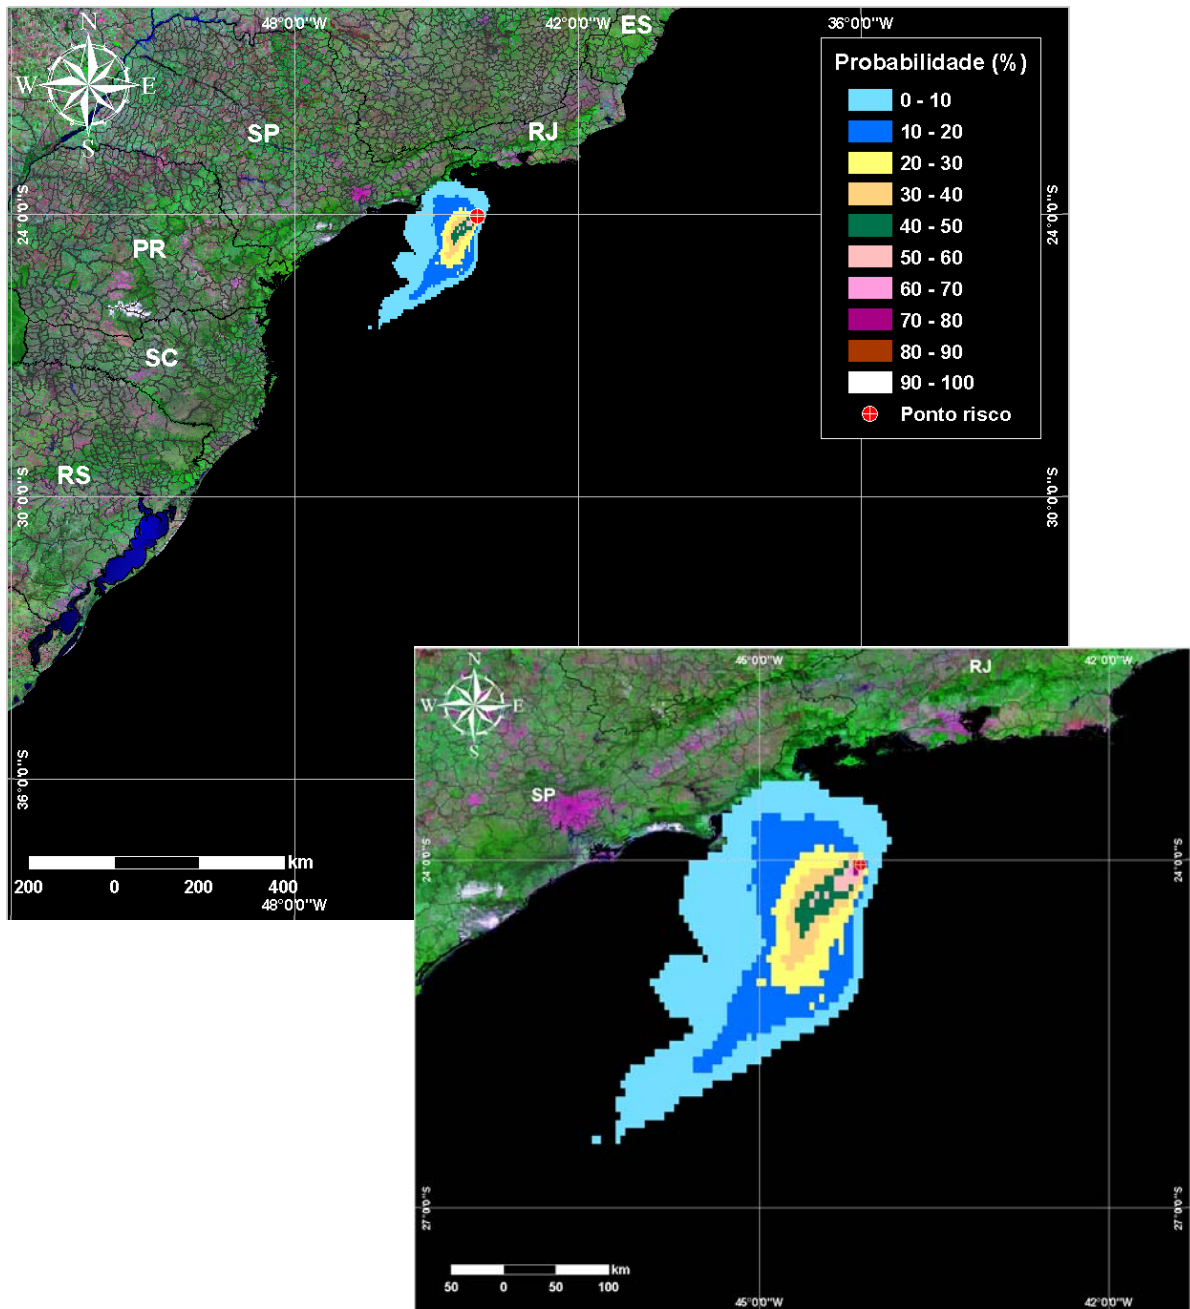 48°0'0"W
42°0'0"W
36°0'0"W
N
W
E
S
ES
SP
RJ
PR
SC
RS
24°0'0"S
24°0'0"S
30°0'0"S
30°0'0"S
36°0'0"S
Probabilidade (%)
0 - 10
10 - 20
20 - 30
30 - 40
40 - 50
50 - 60
60 - 70
70 - 80
80 - 90
90 - 100
Ponto risco
km
200 0 200 400
48°0'0"W
45°0'0"W
42°0'0"W
N
W
E
S
RJ
SP
24°0'0"S
24°0'0"S
27°0'0"S
27°0'0"S
km
50 0 50 100
45°0'0"W
42°0'0"W